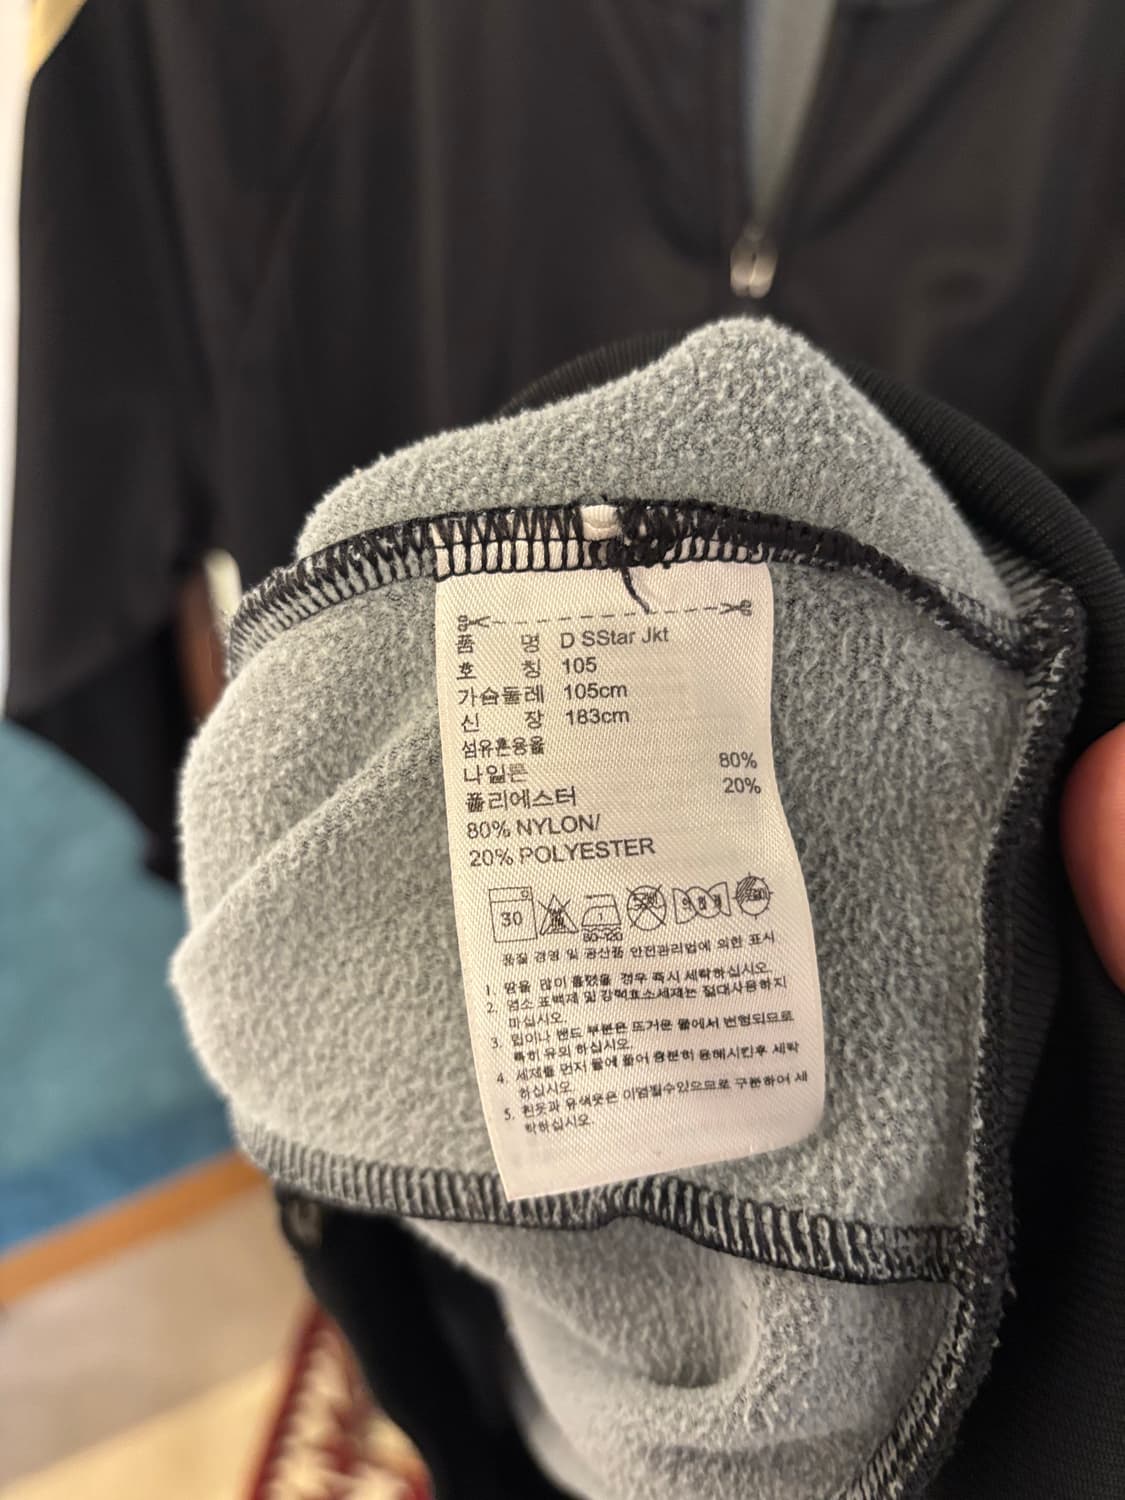 품 명 D SStar Jkt
호 칭 105
가슴둘레 105cm
신 장 183cm
섬유혼용율
나일론 80%
폴리에스터 20%
80% NYLON/
20% POLYESTER
30
80~120
품질 경영 및 공산품 안전관리법에 의한 표시
1. 땀을 많이 흘렸을 경우 즉시 세탁하십시오.
2. 염소 표백제 및 강력효소세제는 절대사용하지
마십시오.
3. 립이나 밴드 부분은 뜨거운 물에서 변형되므로
특히 유의 하십시오.
4. 세제를 먼저 물에 풀어 충분히 용해시킨후 세탁
하십시오.
5. 흰옷과 유색옷은 이염될수있으므로 구분하여 세
탁하십시오.